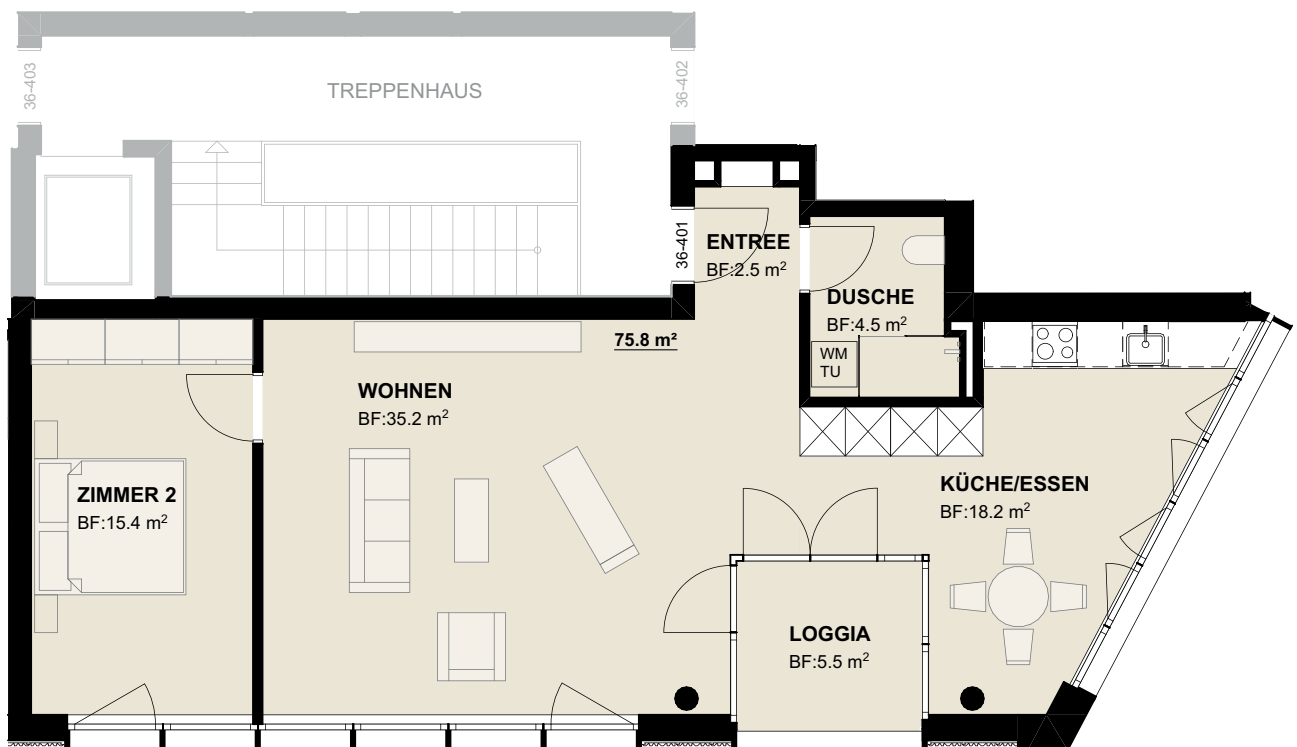 36-403
TREPPENHAUS
36-402
36-401
ENTREE
BF:2.5 m²
DUSCHE
BF:4.5 m²
WM
TU
75.8 m²
WOHNEN
BF:35.2 m²
ZIMMER 2
BF:15.4 m²
KÜCHE/ESSEN
BF:18.2 m²
LOGGIA
BF:5.5 m²